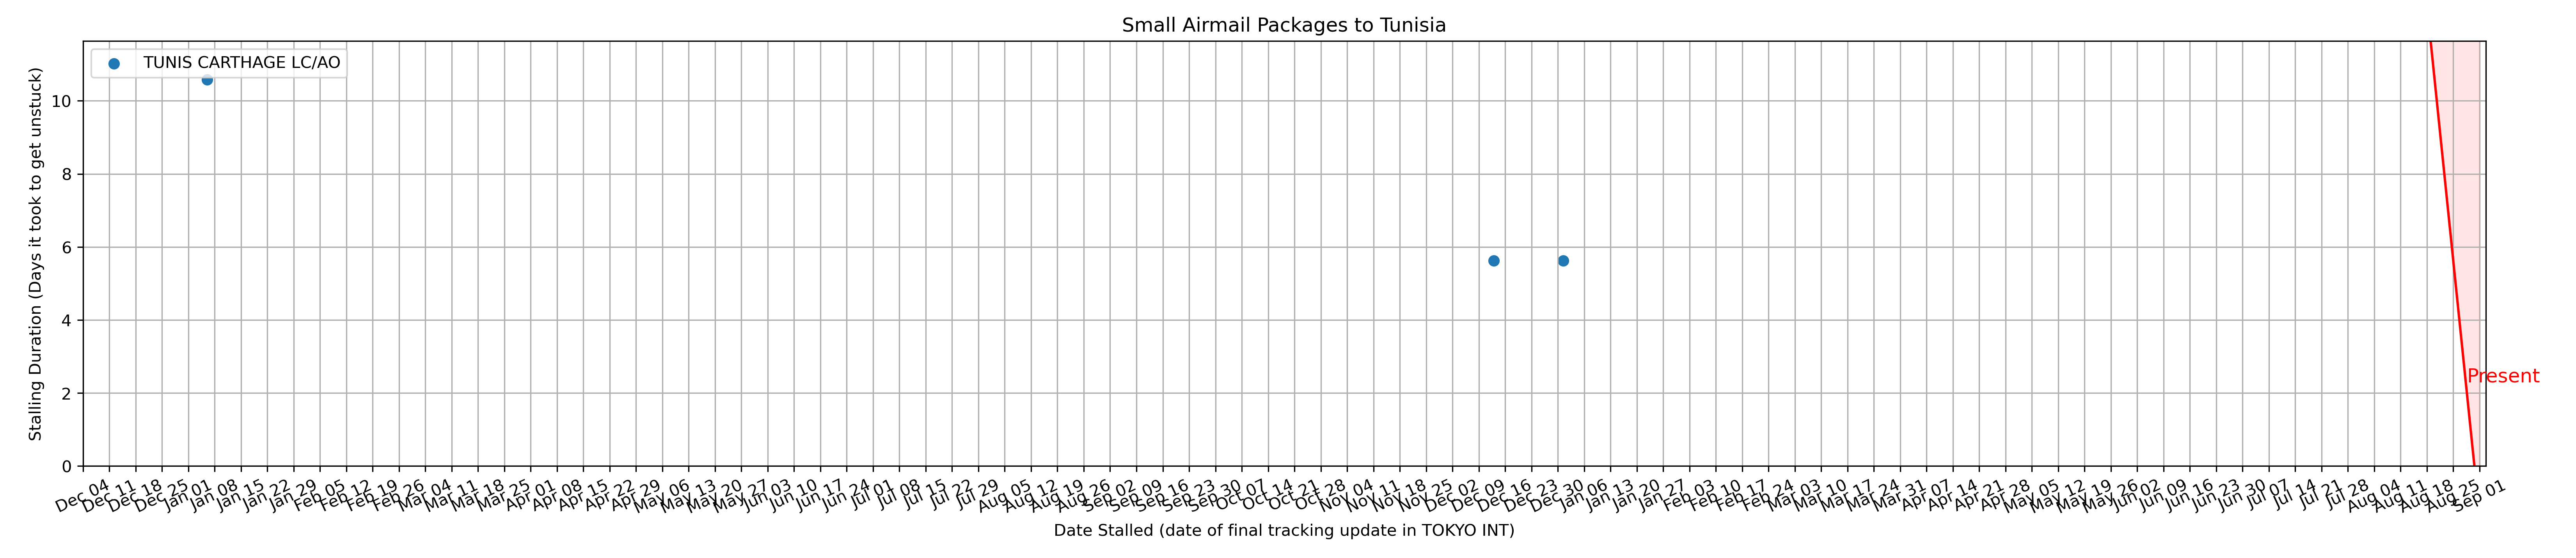 Small Airmail Packages to Tunisia
TUNIS CARTHAGE LC/AO
Stalling Duration (Days it took to get unstuck)
10
8
6
4
2
0
Present
Dec 04
Dec 11
Dec 18
Dec 25
Jan 01
Jan 08
Jan 15
Jan 22
Jan 29
Feb 05
Feb 12
Feb 19
Feb 26
Mar 04
Mar 11
Mar 18
Mar 25
Apr 01
Apr 08
Apr 15
Apr 22
Apr 29
May 06
May 13
May 20
May 27
Jun 03
Jun 10
Jun 17
Jun 24
Jul 01
Jul 08
Jul 15
Jul 22
Jul 29
Aug 05
Aug 12
Aug 19
Aug 26
Sep 02
Sep 09
Sep 16
Sep 23
Sep 30
Oct 07
Oct 14
Oct 21
Oct 28
Nov 04
Nov 11
Nov 18
Nov 25
Dec 02
Dec 09
Dec 16
Dec 23
Dec 30
Jan 06
Jan 13
Jan 20
Jan 27
Feb 03
Feb 10
Feb 17
Feb 24
Mar 03
Mar 10
Mar 17
Mar 24
Mar 31
Apr 07
Apr 14
Apr 21
Apr 28
May 05
May 12
May 19
May 26
Jun 02
Jun 09
Jun 16
Jun 23
Jun 30
Jul 07
Jul 14
Jul 21
Jul 28
Aug 04
Aug 11
Aug 18
Aug 25
Sep 01
Date Stalled (date of final tracking update in TOKYO INT)